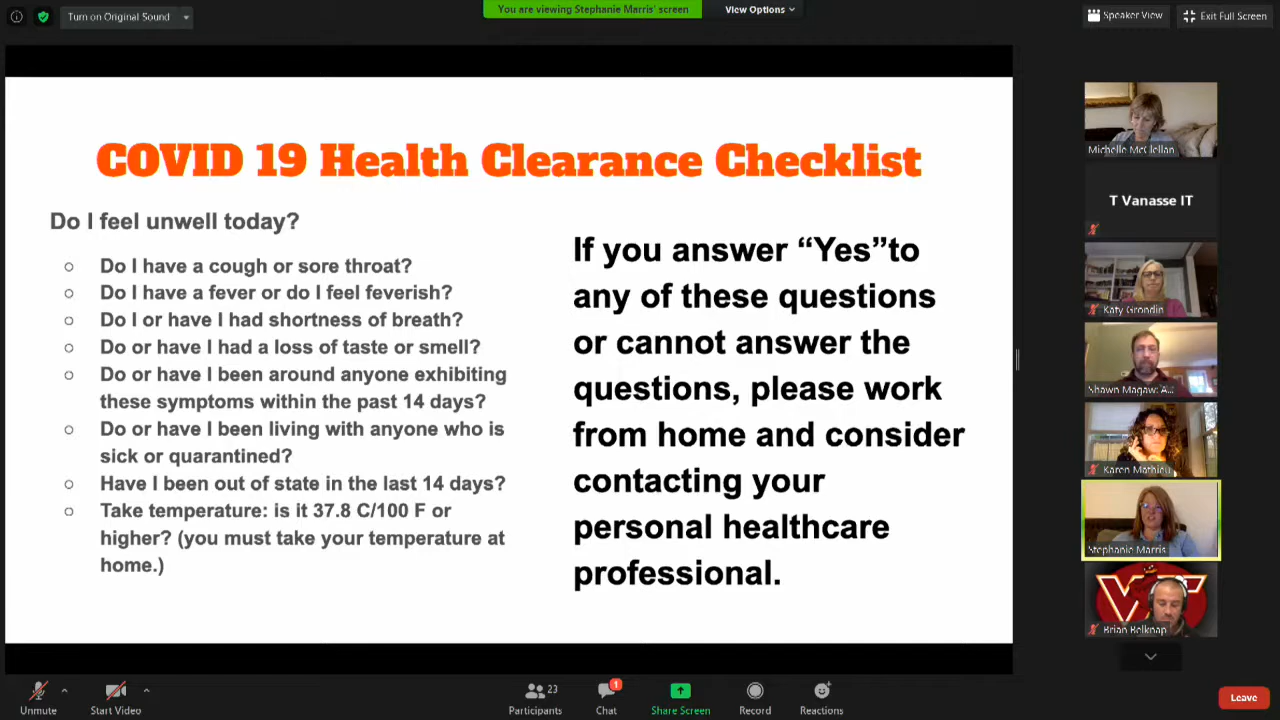 Turn on Original Sound
You are viewing Stephanie Marris' screen
View Options
Speaker View
Exit Full Screen
COVID 19 Health Clearance Checklist
Do I feel unwell today?
Do I have a cough or sore throat?
Do I have a fever or do I feel feverish?
Do I or have I had shortness of breath?
Do or have I had a loss of taste or smell?
Do or have I been around anyone exhibiting
these symptoms within the past 14 days?
Do or have I been living with anyone who is
sick or quarantined?
Have I been out of state in the last 14 days?
Take temperature: is it 37.8 C/100 F or
higher? (you must take your temperature at
home.)
If you answer “Yes”to
any of these questions
or cannot answer the
questions, please work
from home and consider
contacting your
personal healthcare
professional.
Michelle McClellan
T Vanasse IT
Katy Grondin
Shawn Magaw: A...
Karen Mathieu
Stephanie Marris
VT
Brian Belknap
Unmute
Start Video
23
Participants
1
Chat
Share Screen
Record
Reactions
Leave